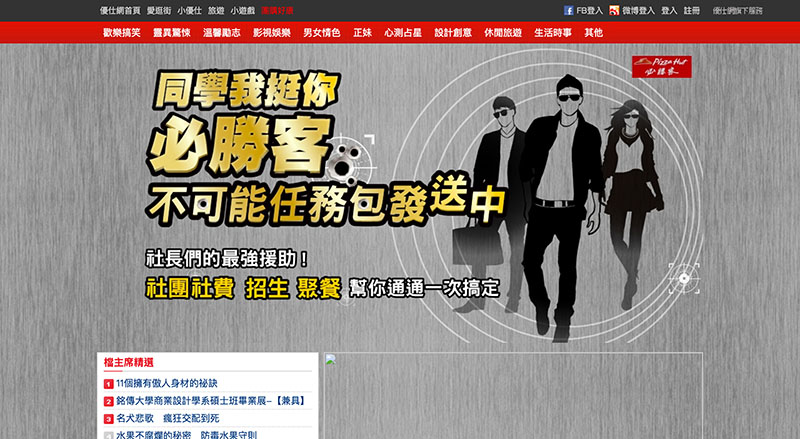 優仕網首頁 愛逛街 小優仕 旅遊 小遊戲 團購好康
FB登入 微博登入 登入 註冊 優仕網旗下服務
歡樂搞笑 靈異驚悚 溫馨勵志 影視娛樂 男女情色 正妹 心測占星 設計創意 休閒旅遊 生活時事 其他
Pizza Hut
必勝客
同學我挺你
必勝客
不可能任務包發送中
社長們的最強援助!
社團社費 招生 聚餐 幫你通通一次搞定
檔主席精選
1 11個擁有傲人身材的祕訣
2 銘傳大學商業設計學系碩士班畢業展–【兼具】
3 名犬悲歌 瘋狂交配到死
4 水果不腐爛的秘密 防毒水果守則